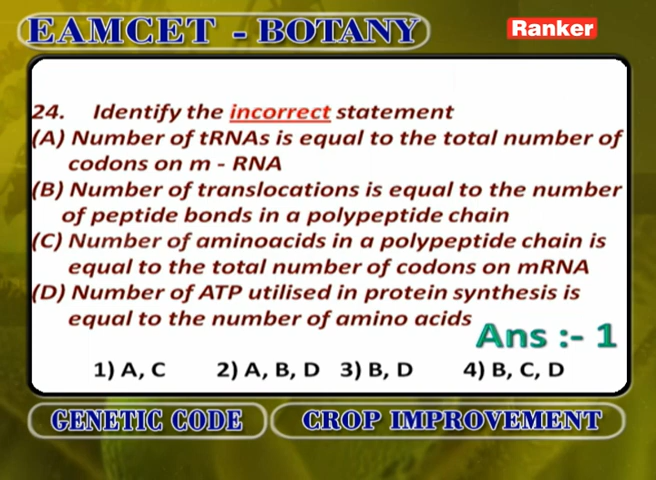 EAMCET - BOTANY
Ranker
24. Identify the incorrect statement
(A) Number of tRNAs is equal to the total number of
codons on m - RNA
(B) Number of translocations is equal to the number
of peptide bonds in a polypeptide chain
(C) Number of aminoacids in a polypeptide chain is
equal to the total number of codons on mRNA
(D) Number of ATP utilised in protein synthesis is
equal to the number of amino acids
Ans :- 1
1) A, C 2) A, B, D 3) B, D 4) B, C, D
GENETIC CODE CROP IMPROVEMENT